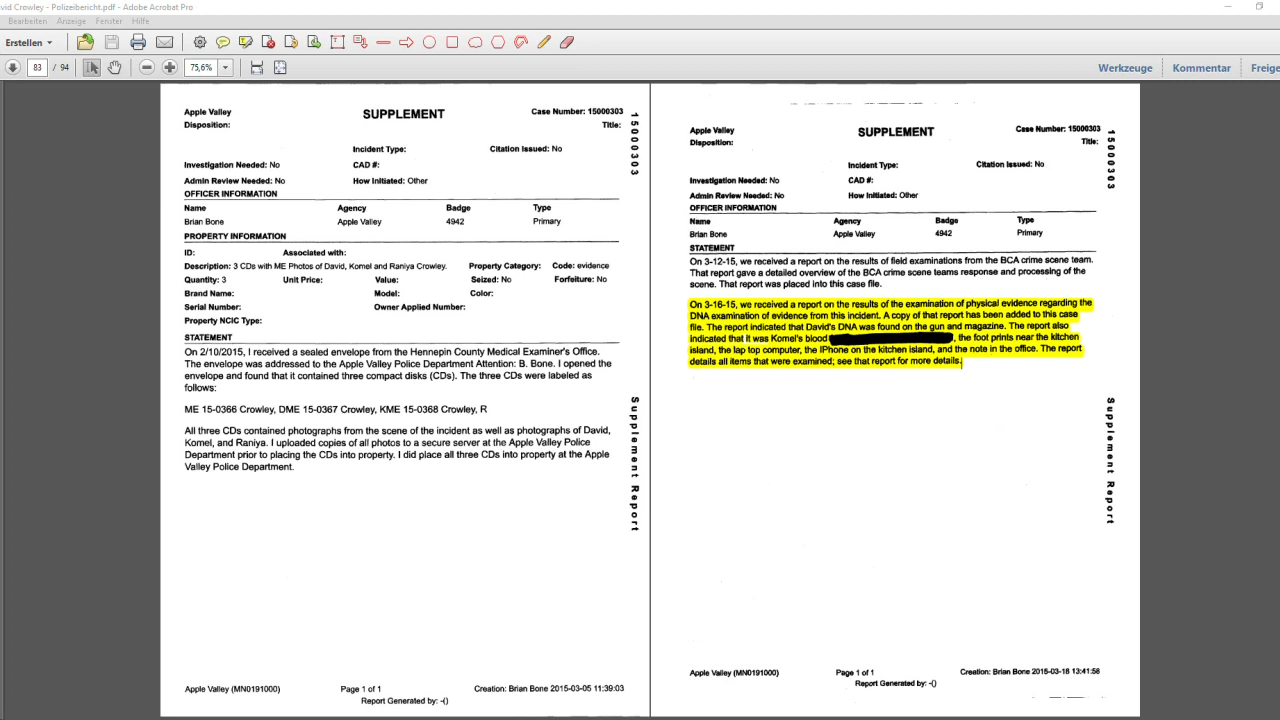 vid Crowley - Polizeibericht.pdf - Adobe Acrobat Pro
Bearbeiten Anzeige Fenster Hilfe
Erstellen
83 / 94 75,6% Werkzeuge Kommentar Freige
Apple Valley SUPPLEMENT Case Number: 15000303
Disposition: Title:
Incident Type: Citation Issued: No
Investigation Needed: No CAD #:
Admin Review Needed: No How Initiated: Other
OFFICER INFORMATION
Name Agency Badge Type
Brian Bone Apple Valley 4942 Primary
PROPERTY INFORMATION
ID: Associated with:
Description: 3 CDs with ME Photos of David, Komel and Raniya Crowley. Property Category: Code: evidence
Quantity: 3 Unit Price: Value: Seized: No Forfeiture: No
Brand Name: Model: Color:
Serial Number: Owner Applied Number:
Property NCIC Type:
STATEMENT
On 2/10/2015, I received a sealed envelope from the Hennepin County Medical Examiner's Office.
The envelope was addressed to the Apple Valley Police Department Attention: B. Bone. I opened the
envelope and found that it contained three compact disks (CDs). The three CDs were labeled as
follows:
ME 15-0366 Crowley, DME 15-0367 Crowley, KME 15-0368 Crowley, R
All three CDs contained photographs from the scene of the incident as well as photographs of David,
Komel, and Raniya. I uploaded copies of all photos to a secure server at the Apple Valley Police
Department prior to placing the CDs into property. I did place all three CDs into property at the Apple
Valley Police Department.
Apple Valley (MN0191000) Page 1 of 1 Creation: Brian Bone 2015-03-05 11:39:03
Report Generated by: -()
15000303
Supplement Report
Apple Valley SUPPLEMENT Case Number: 15000303
Disposition: Title:
Incident Type: Citation Issued: No
Investigation Needed: No CAD #:
Admin Review Needed: No How Initiated: Other
OFFICER INFORMATION
Name Agency Badge Type
Brian Bone Apple Valley 4942 Primary
STATEMENT
On 3-12-15, we received a report on the results of field examinations from the BCA crime scene team.
That report gave a detailed overview of the BCA crime scene teams response and processing of the
scene. That report was placed into this case file.
On 3-16-15, we received a report on the results of the examination of physical evidence regarding the
DNA examination of evidence from this incident. A copy of that report has been added to this case
file. The report indicated that David's DNA was found on the gun and magazine. The report also
indicated that it was Komel's blood , the foot prints near the kitchen
island, the lap top computer, the IPhone on the kitchen island, and the note in the office. The report
details all items that were examined; see that report for more details.
Apple Valley (MN0191000) Page 1 of 1 Creation: Brian Bone 2015-03-18 13:41:58
Report Generated by: -()
15000303
Supplement Report